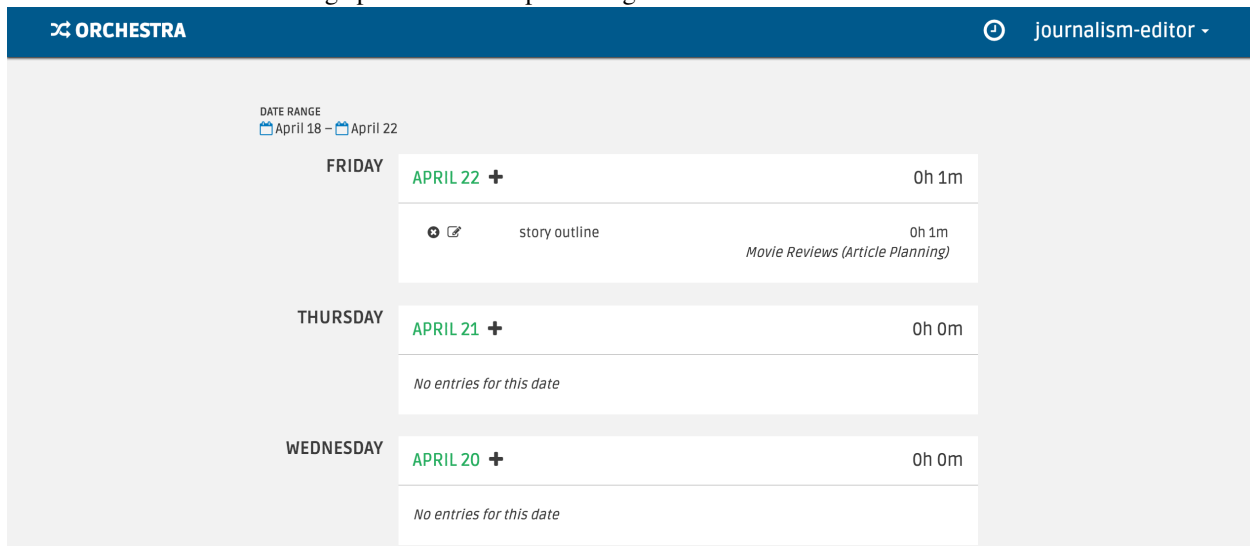 ORCHESTRA journalism-editor
DATE RANGE
April 18 – April 22
FRIDAY
APRIL 22 0h 1m
story outline 0h 1m
Movie Reviews (Article Planning)
THURSDAY
APRIL 21 0h 0m
No entries for this date
WEDNESDAY
APRIL 20 0h 0m
No entries for this date